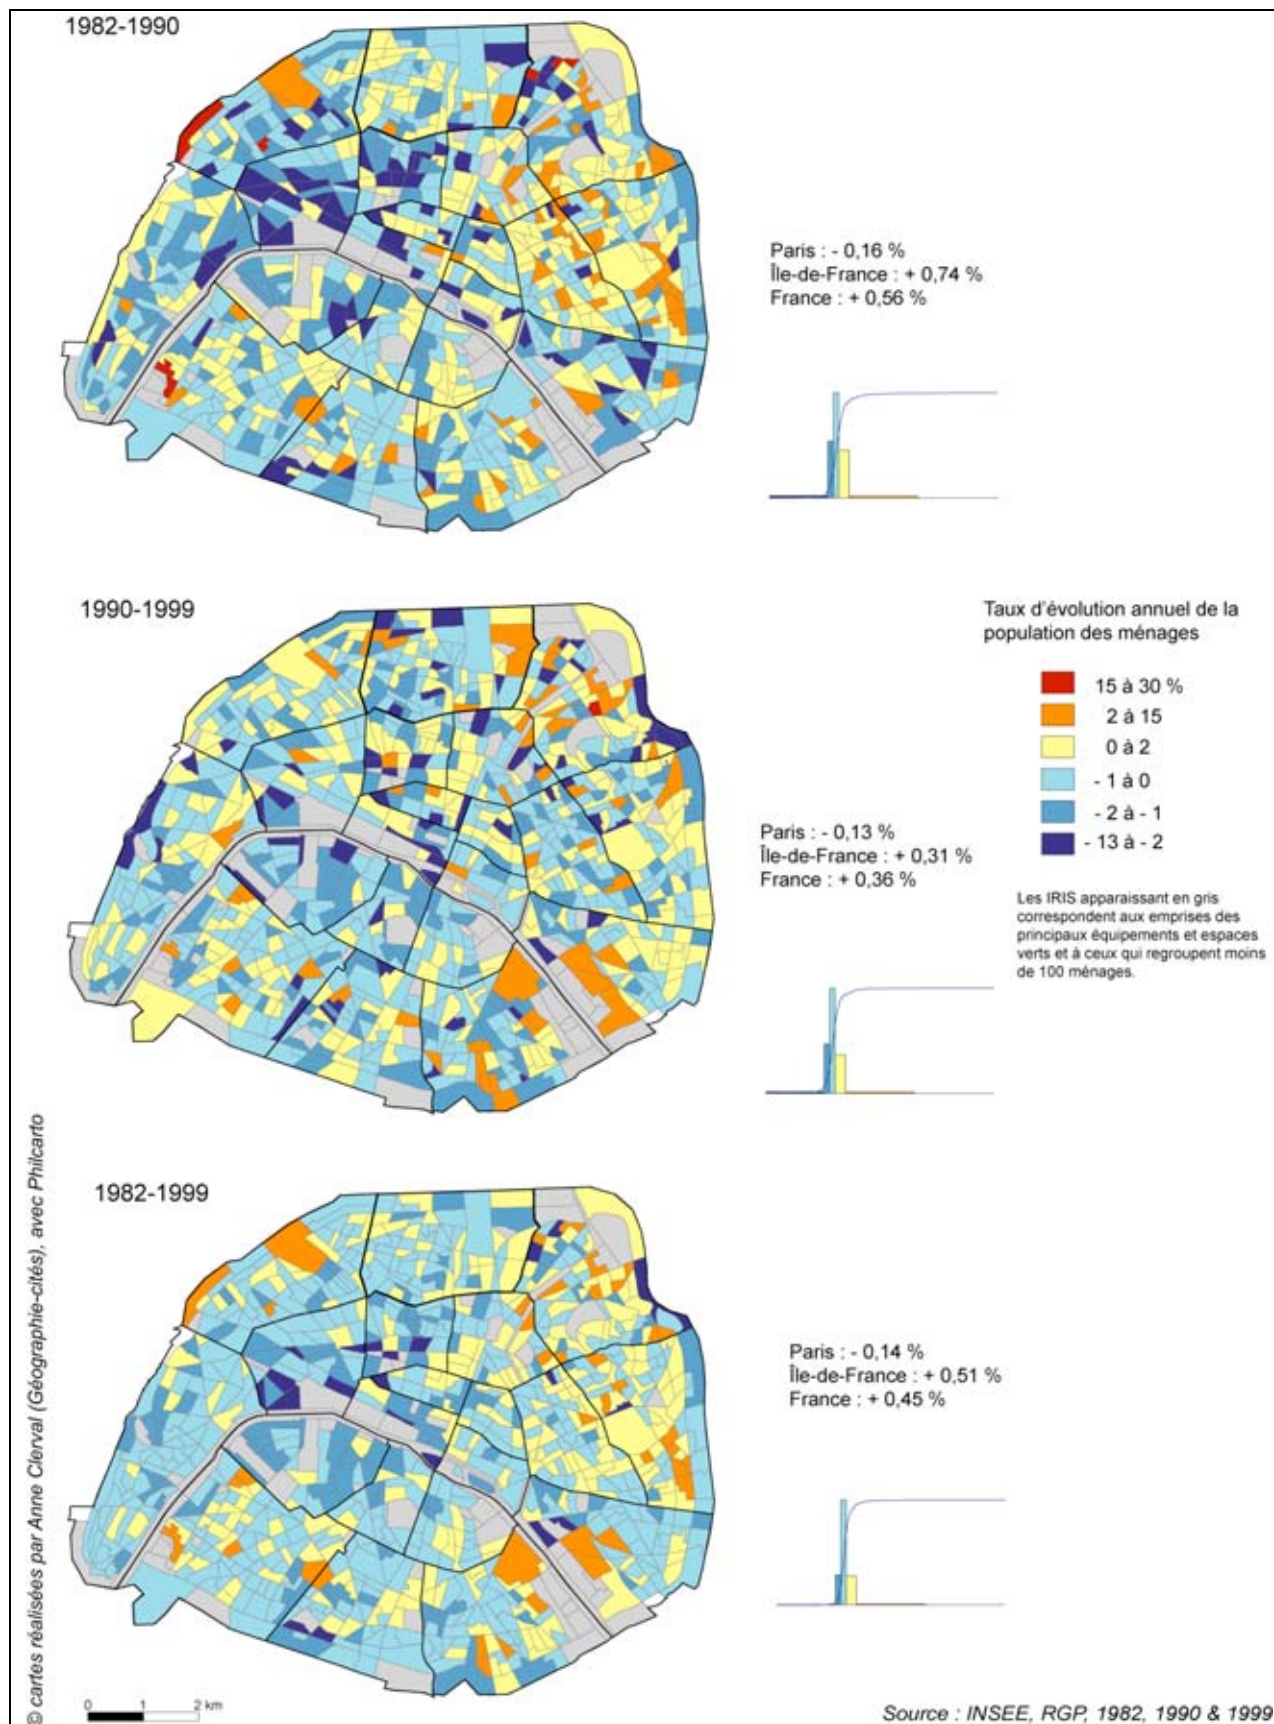 1982-1990
Paris : - 0,16 %
Île-de-France : + 0,74 %
France : + 0,56 %
1990-1999
Taux d'évolution annuel de la
population des ménages
15 à 30 %
2 à 15
0 à 2
- 1 à 0
- 2 à - 1
- 13 à - 2
Paris : - 0,13 %
Île-de-France : + 0,31 %
France : + 0,36 %
Les IRIS apparaissant en gris
correspondent aux emprises des
principaux équipements et espaces
verts et à ceux qui regroupent moins
de 100 ménages.
1982-1999
Paris : - 0,14 %
Île-de-France : + 0,51 %
France : + 0,45 %
© cartes réalisées par Anne Clerval (Géographie-cités), avec Philcarto
0 1 2 km
Source : INSEE, RGP, 1982, 1990 & 1999